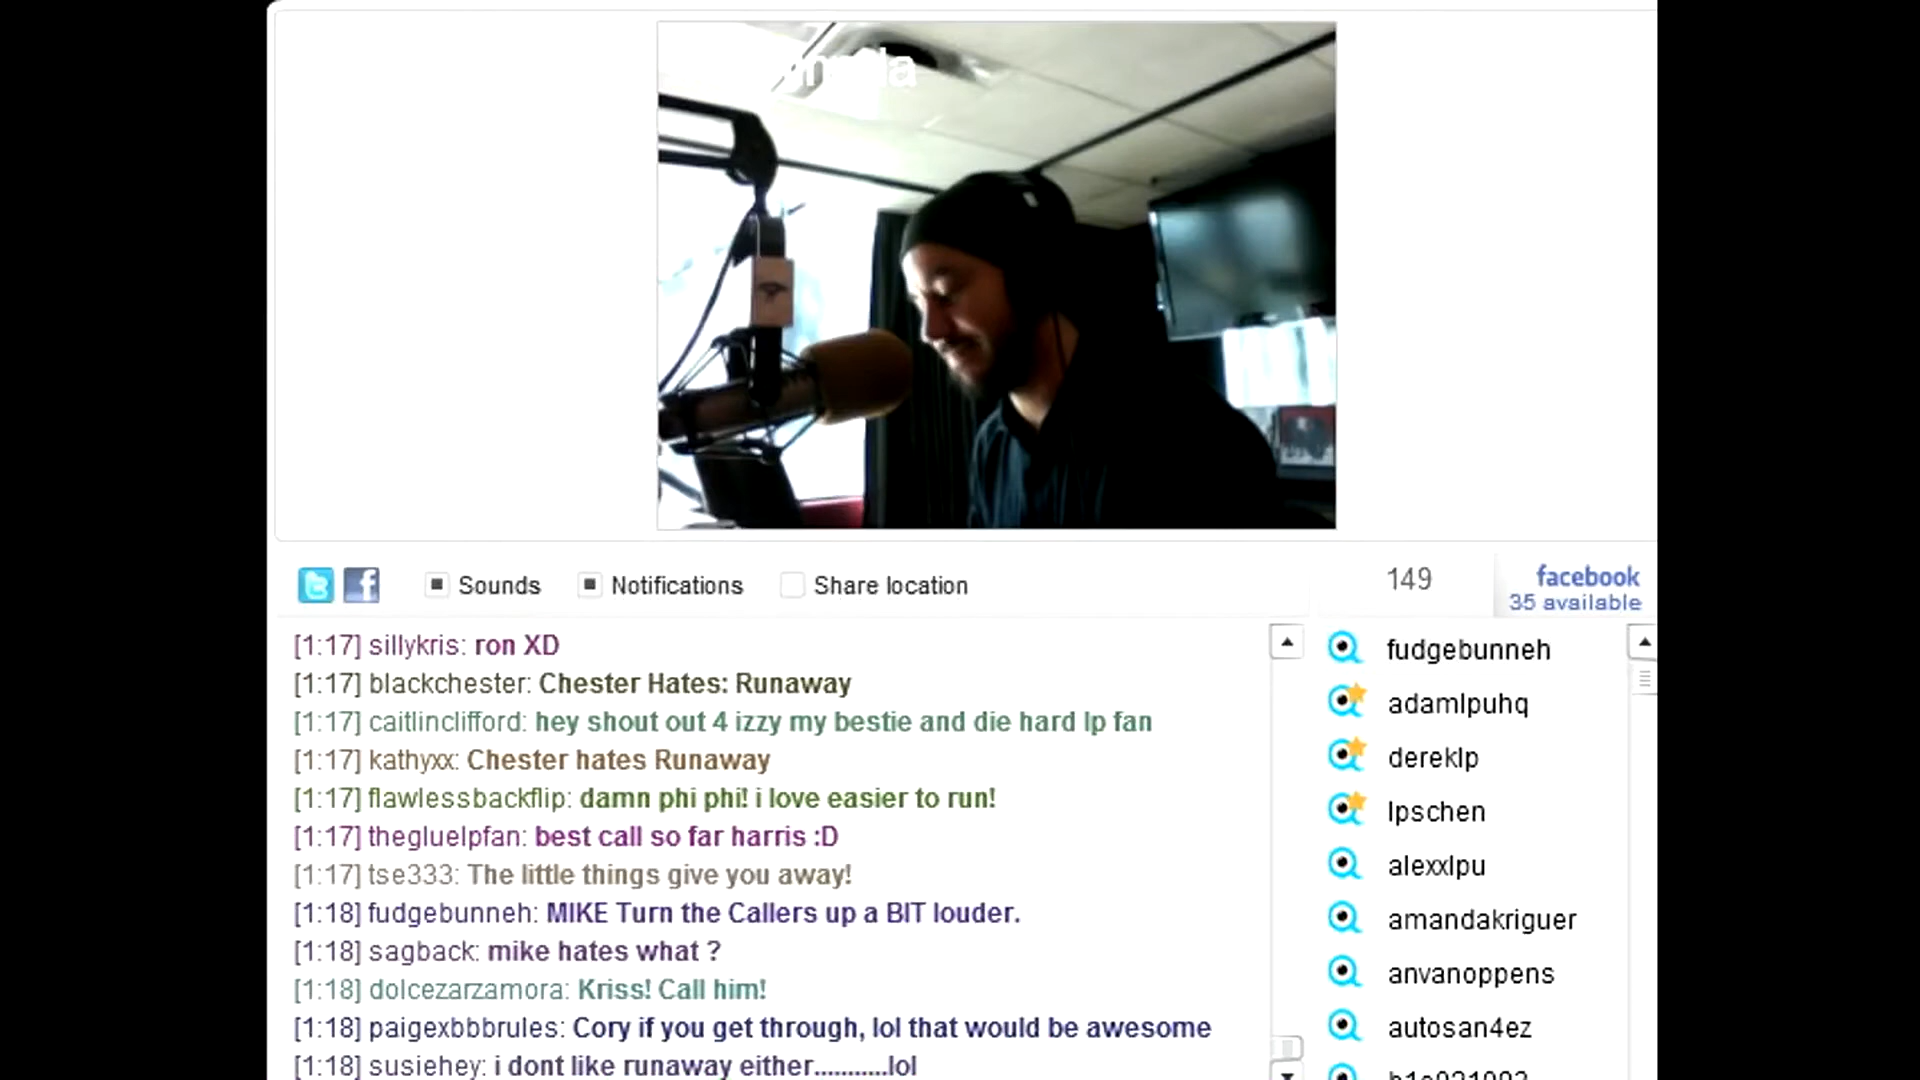 Sounds Notifications Share location 149 facebook
35 available
[1:17] sillykris: ron XD
[1:17] blackchester: Chester Hates: Runaway
[1:17] caitlinclifford: hey shout out 4 izzy my bestie and die hard lp fan
[1:17] kathyxx: Chester hates Runaway
[1:17] flawlessbackflip: damn phi phi! i love easier to run!
[1:17] thegluelpfan: best call so far harris :D
[1:17] tse333: The little things give you away!
[1:18] fudgebunneh: MIKE Turn the Callers up a BIT louder.
[1:18] sagback: mike hates what ?
[1:18] dolcezarzamora: Kriss! Call him!
[1:18] paigexbbbrules: Cory if you get through, lol that would be awesome
[1:18] susiehey: i dont like runaway either...........lol
fudgebunneh
adamlpuhq
dereklp
lpschen
alexxlpu
amandakriguer
anvanoppens
autosan4ez